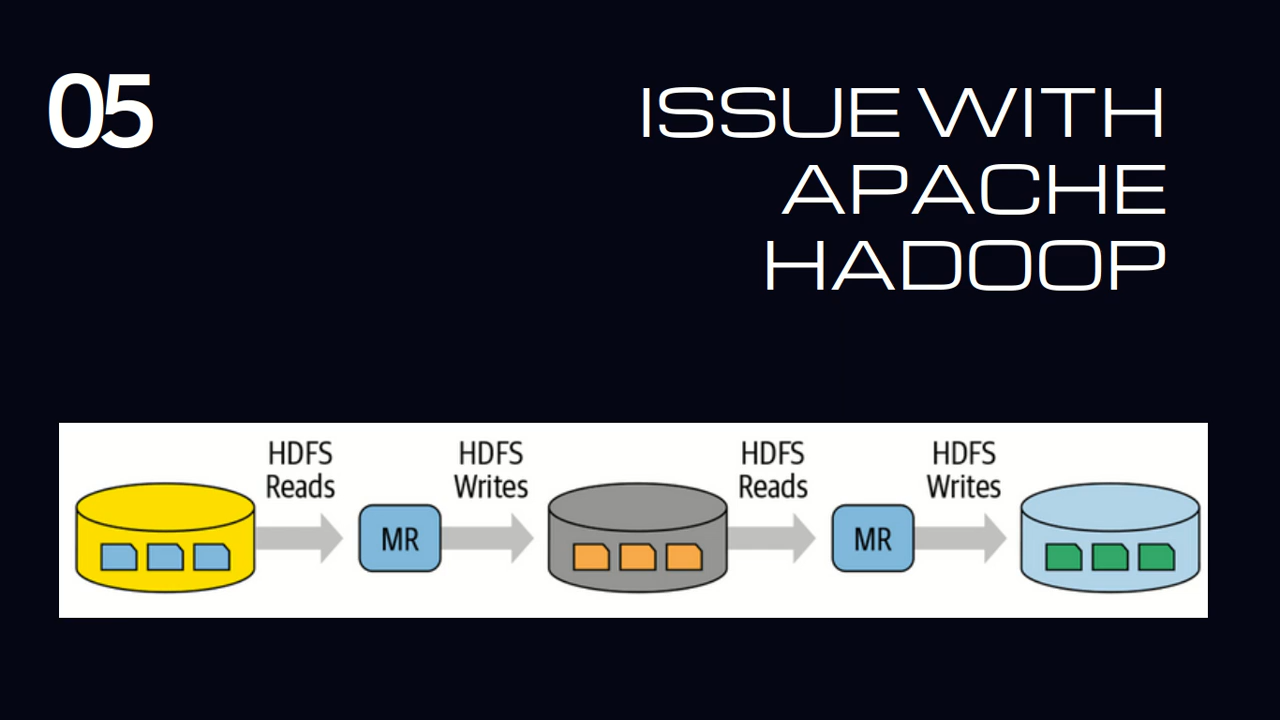 05
ISSUE WITH
APACHE
HADOOP
HDFS
Reads
HDFS
Writes
HDFS
Reads
HDFS
Writes
MR
MR